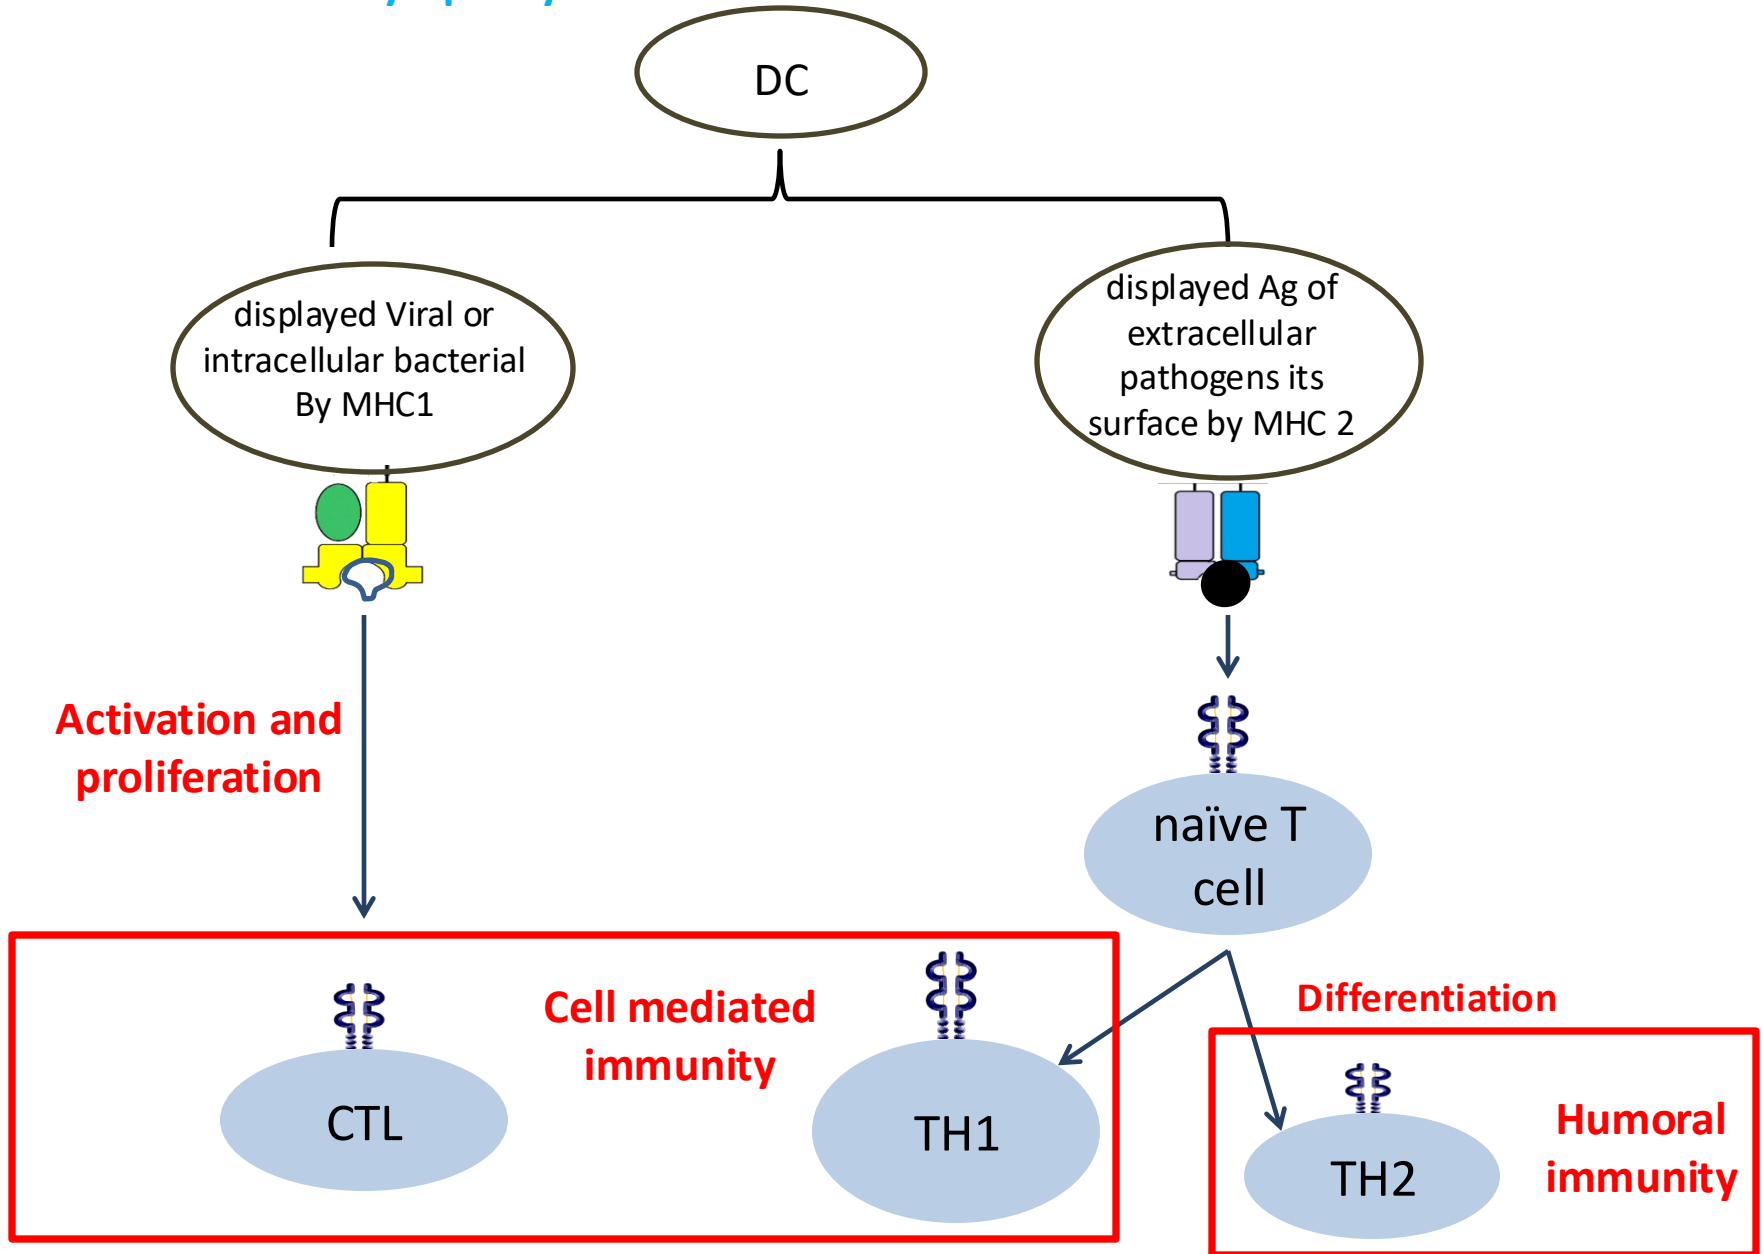 DC
displayed Viral or
intracellular bacterial
By MHC1
displayed Ag of
extracellular
pathogens its
surface by MHC 2
Activation and
proliferation
naïve T
cell
Cell mediated
immunity
Differentiation
CTL
TH1
TH2
Humoral
immunity